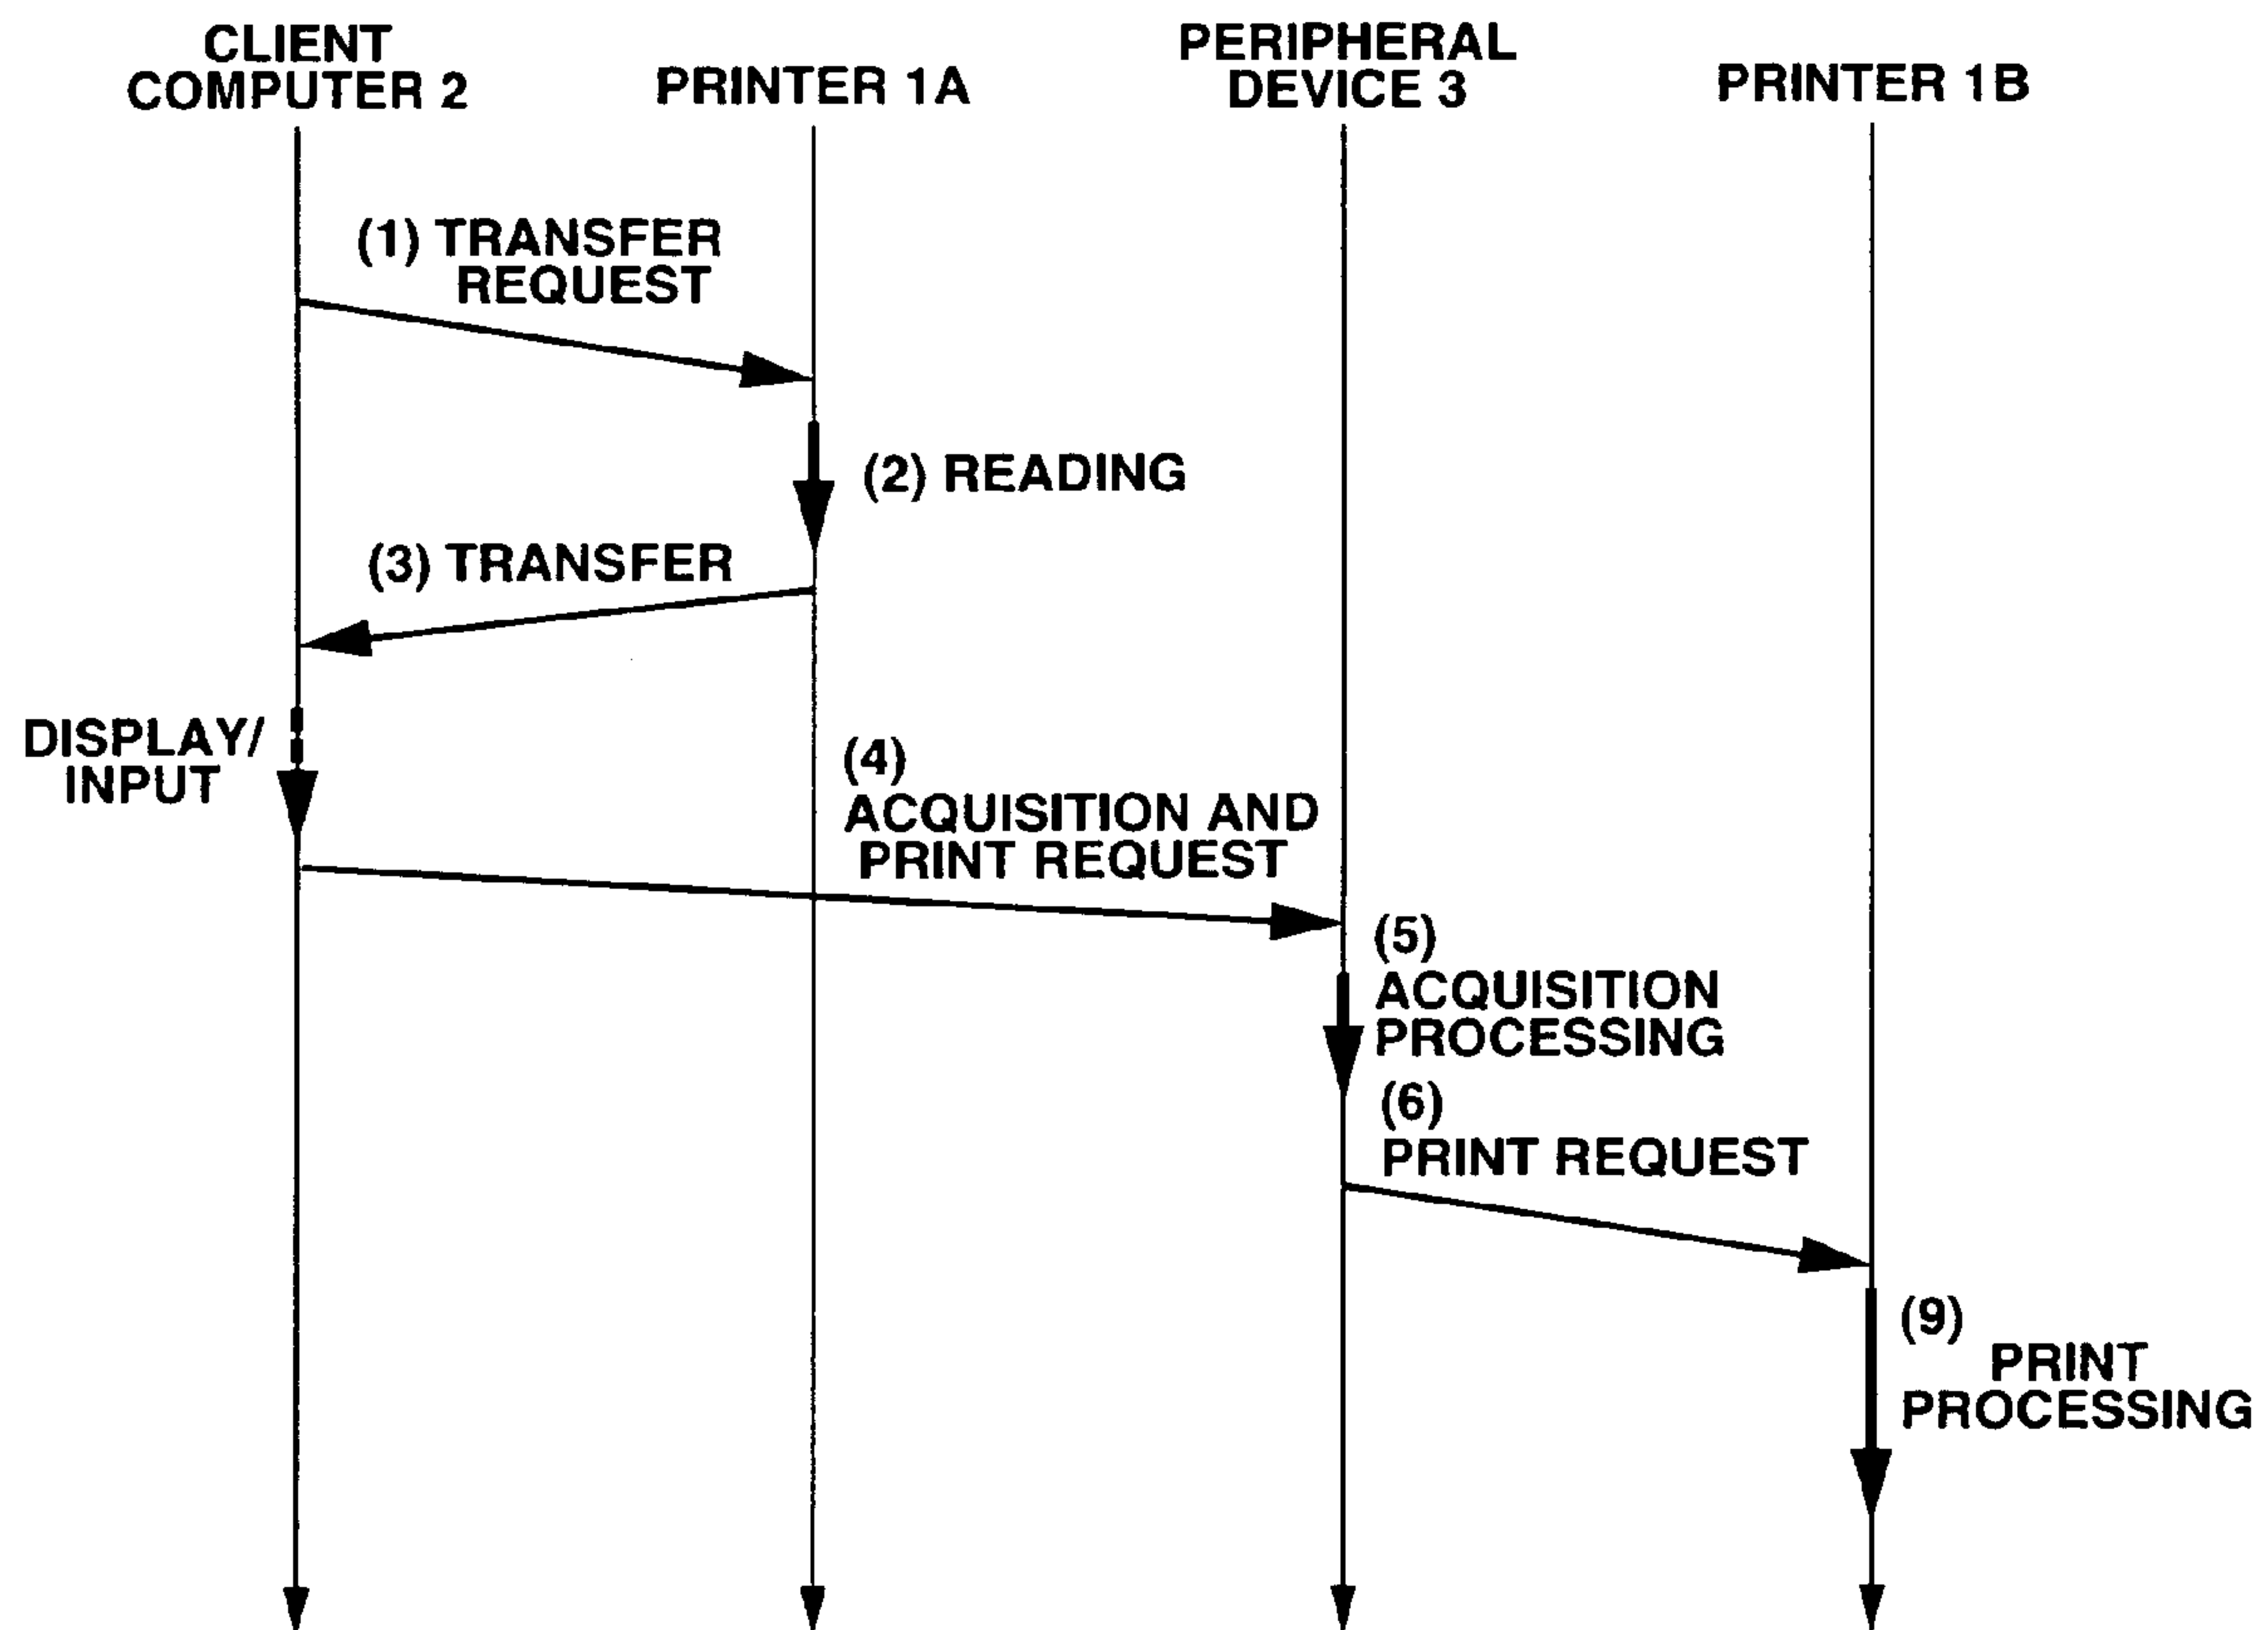 CLIENT
COMPUTER 2
PRINTER 1A
PERIPHERAL
DEVICE 3
PRINTER 1B
(1) TRANSFER
REQUEST
(2) READING
(3) TRANSFER
DISPLAY/
INPUT
(4)
ACQUISITION AND
PRINT REQUEST
(5)
ACQUISITION
PROCESSING
(6)
PRINT REQUEST
(9)
PRINT
PROCESSING